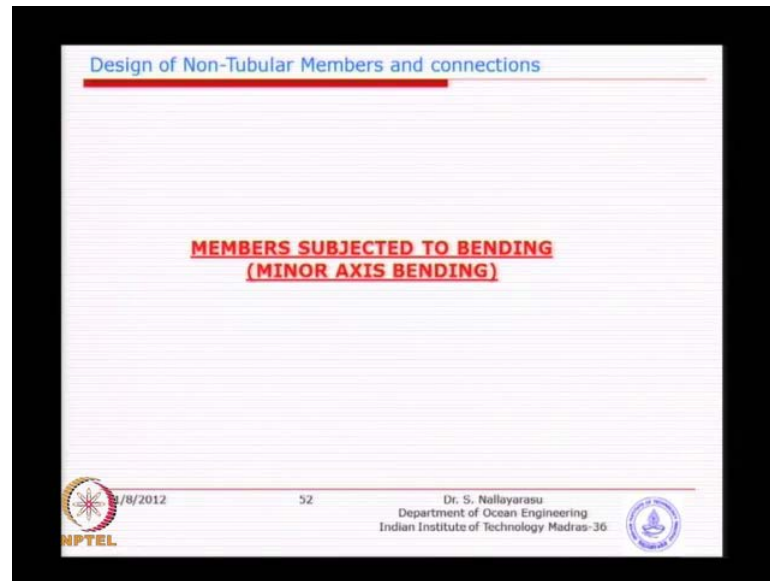 Design of Non-Tubular Members and connections
MEMBERS SUBJECTED TO BENDING
(MINOR AXIS BENDING)
1/8/2012
52
Dr. S. Nallayarasu
Department of Ocean Engineering
Indian Institute of Technology Madras-36
NPTEL